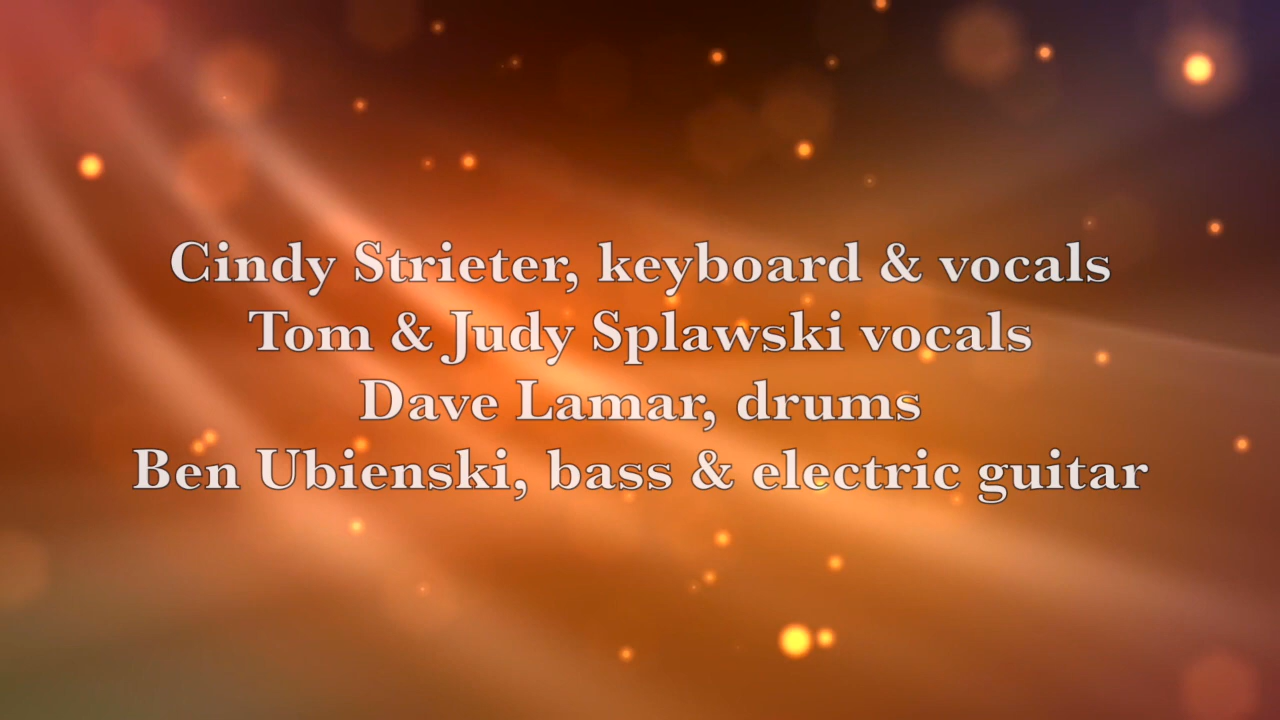 Cindy Strieter, keyboard & vocals
Tom & Judy Splawski vocals
Dave Lamar, drums
Ben Ubienski, bass & electric guitar